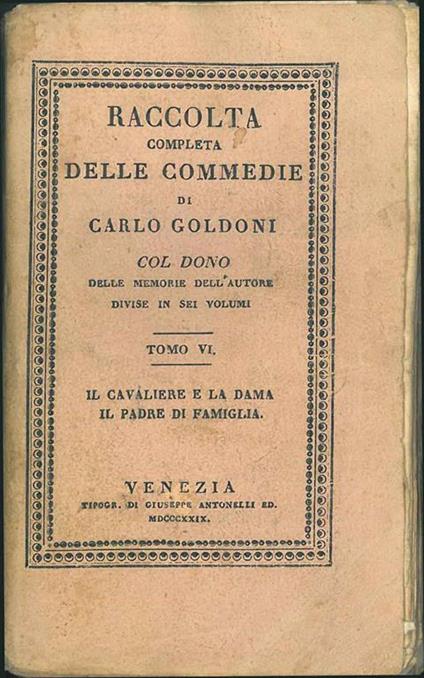 RACCOLTA
COMPLETA
DELLE COMMEDIE
DI
CARLO GOLDONI
COL DONO
DELLE MEMORIE DELL'AUTORE
DIVISE IN SEI VOLUMI
TOMO VI.
IL CAVALIERE E LA DAMA
IL PADRE DI FAMIGLIA.
VENEZIA
TIPOGR. DI GIUSEPPE ANTONELLI ED.
MDCCCXXIX.